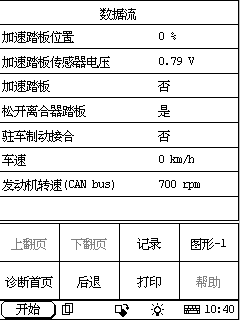 数据流
加速踏板位置 0 %
加速踏板传感器电压 0.79 V
加速踏板 否
松开离合器踏板 是
驻车制动接合 否
车速 0 km/h
发动机转速(CAN bus) 700 rpm
上翻页 下翻页 记录 图形-1
诊断首页 后退 打印 帮助
开始 10:40